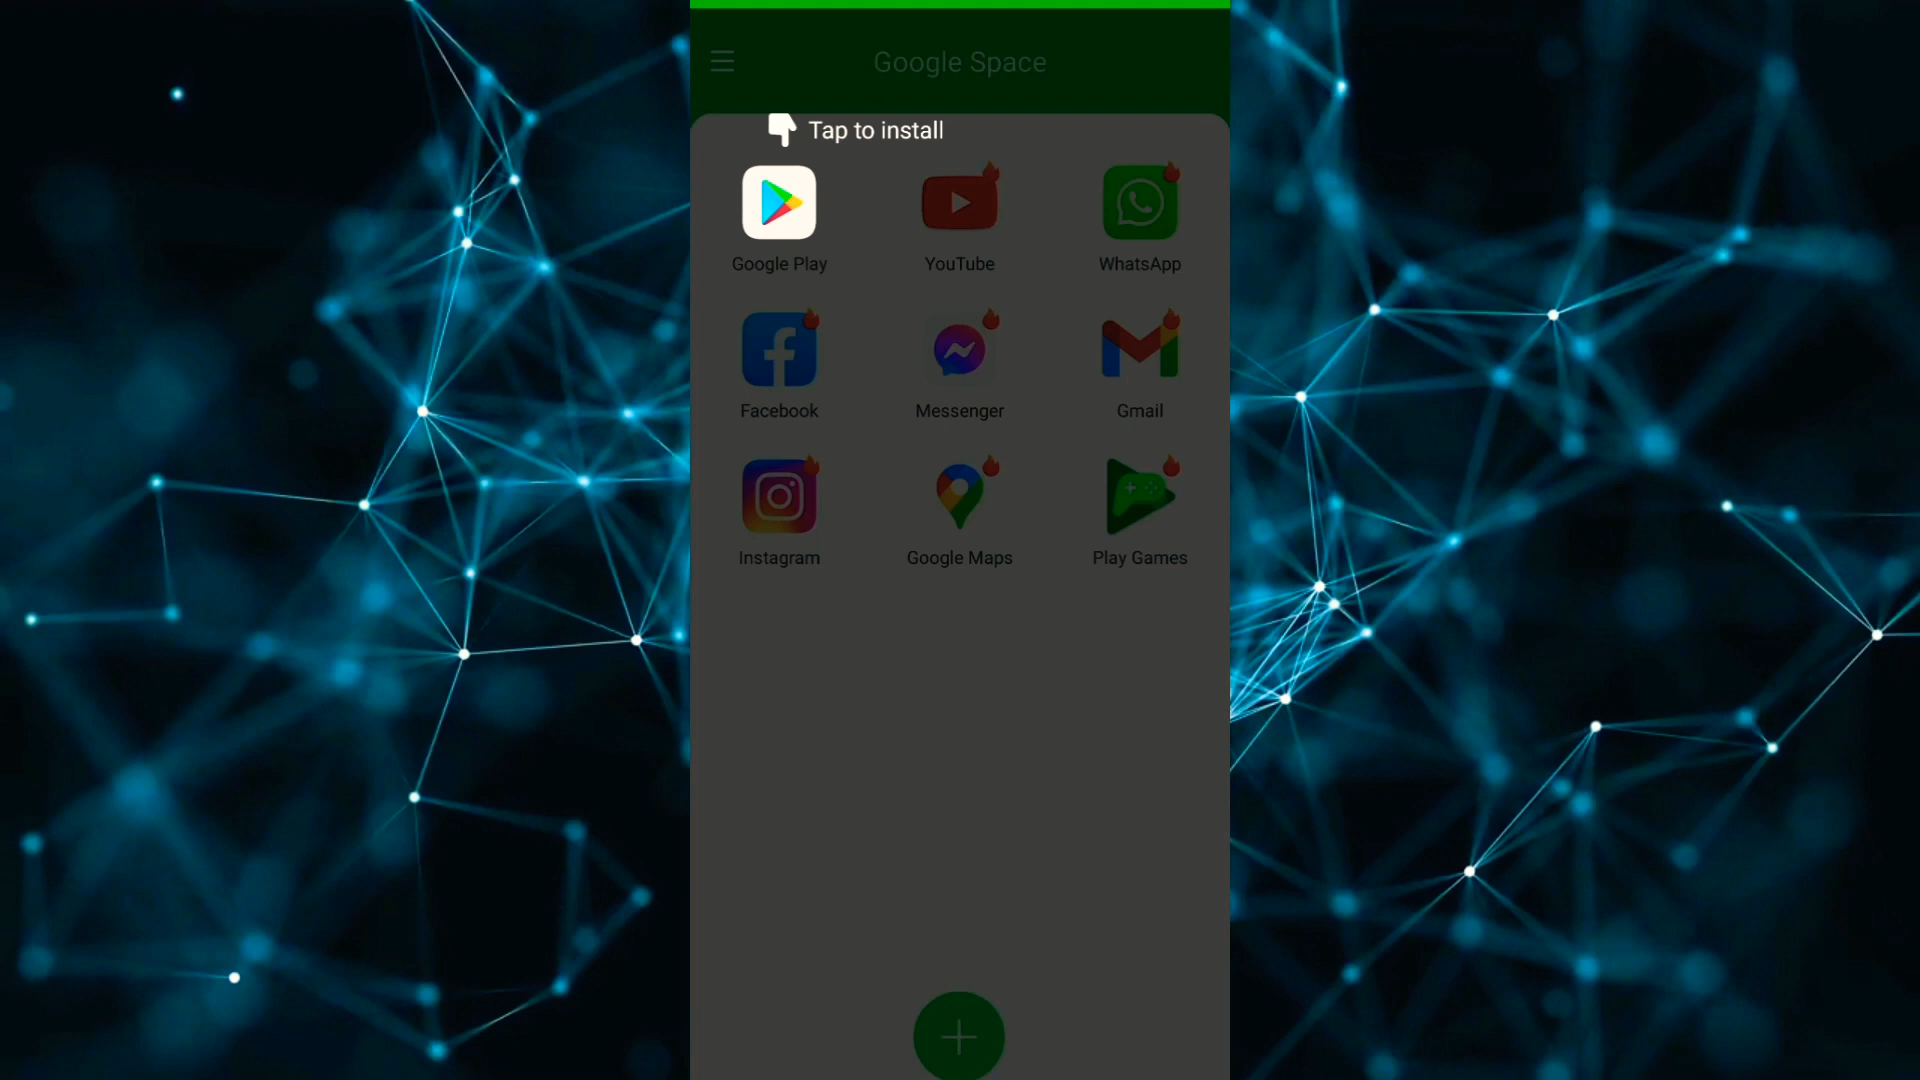 Google Space
Tap to install
Google Play
YouTube
WhatsApp
Facebook
Messenger
Gmail
Instagram
Google Maps
Play Games